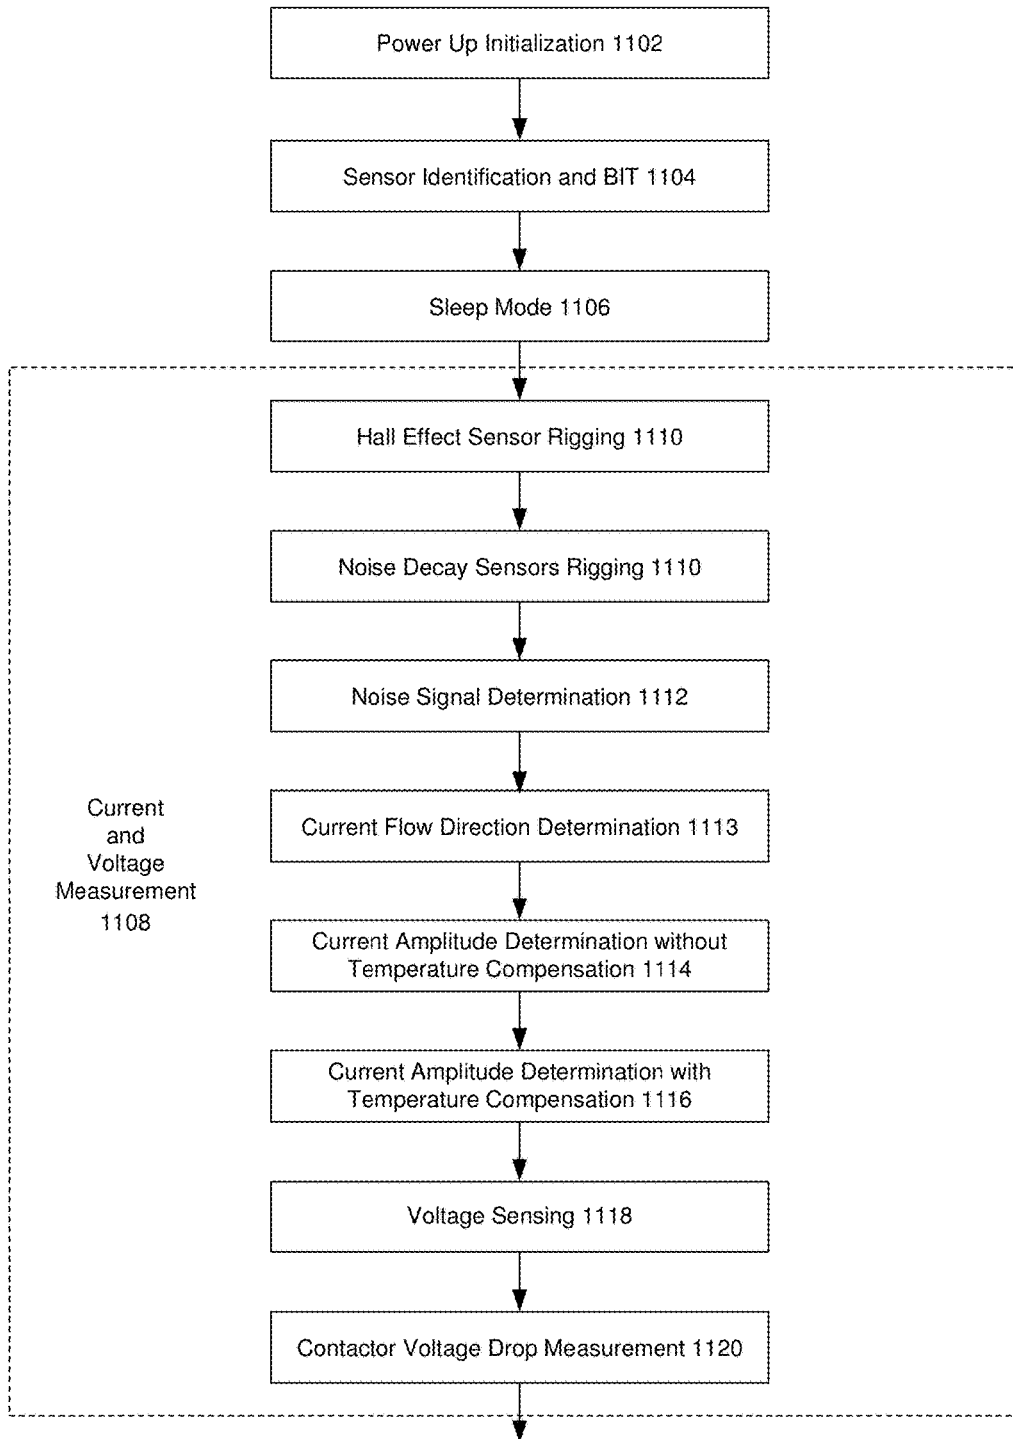 Power Up Initialization 1102
Sensor Identification and BIT 1104
Sleep Mode 1106
Hall Effect Sensor Rigging 1110
Noise Decay Sensors Rigging 1110
Noise Signal Determination 1112
Current Flow Direction Determination 1113
Current
and
Voltage
Measurement
1108
Current Amplitude Determination without
Temperature Compensation 1114
Current Amplitude Determination with
Temperature Compensation 1116
Voltage Sensing 1118
Contactor Voltage Drop Measurement 1120